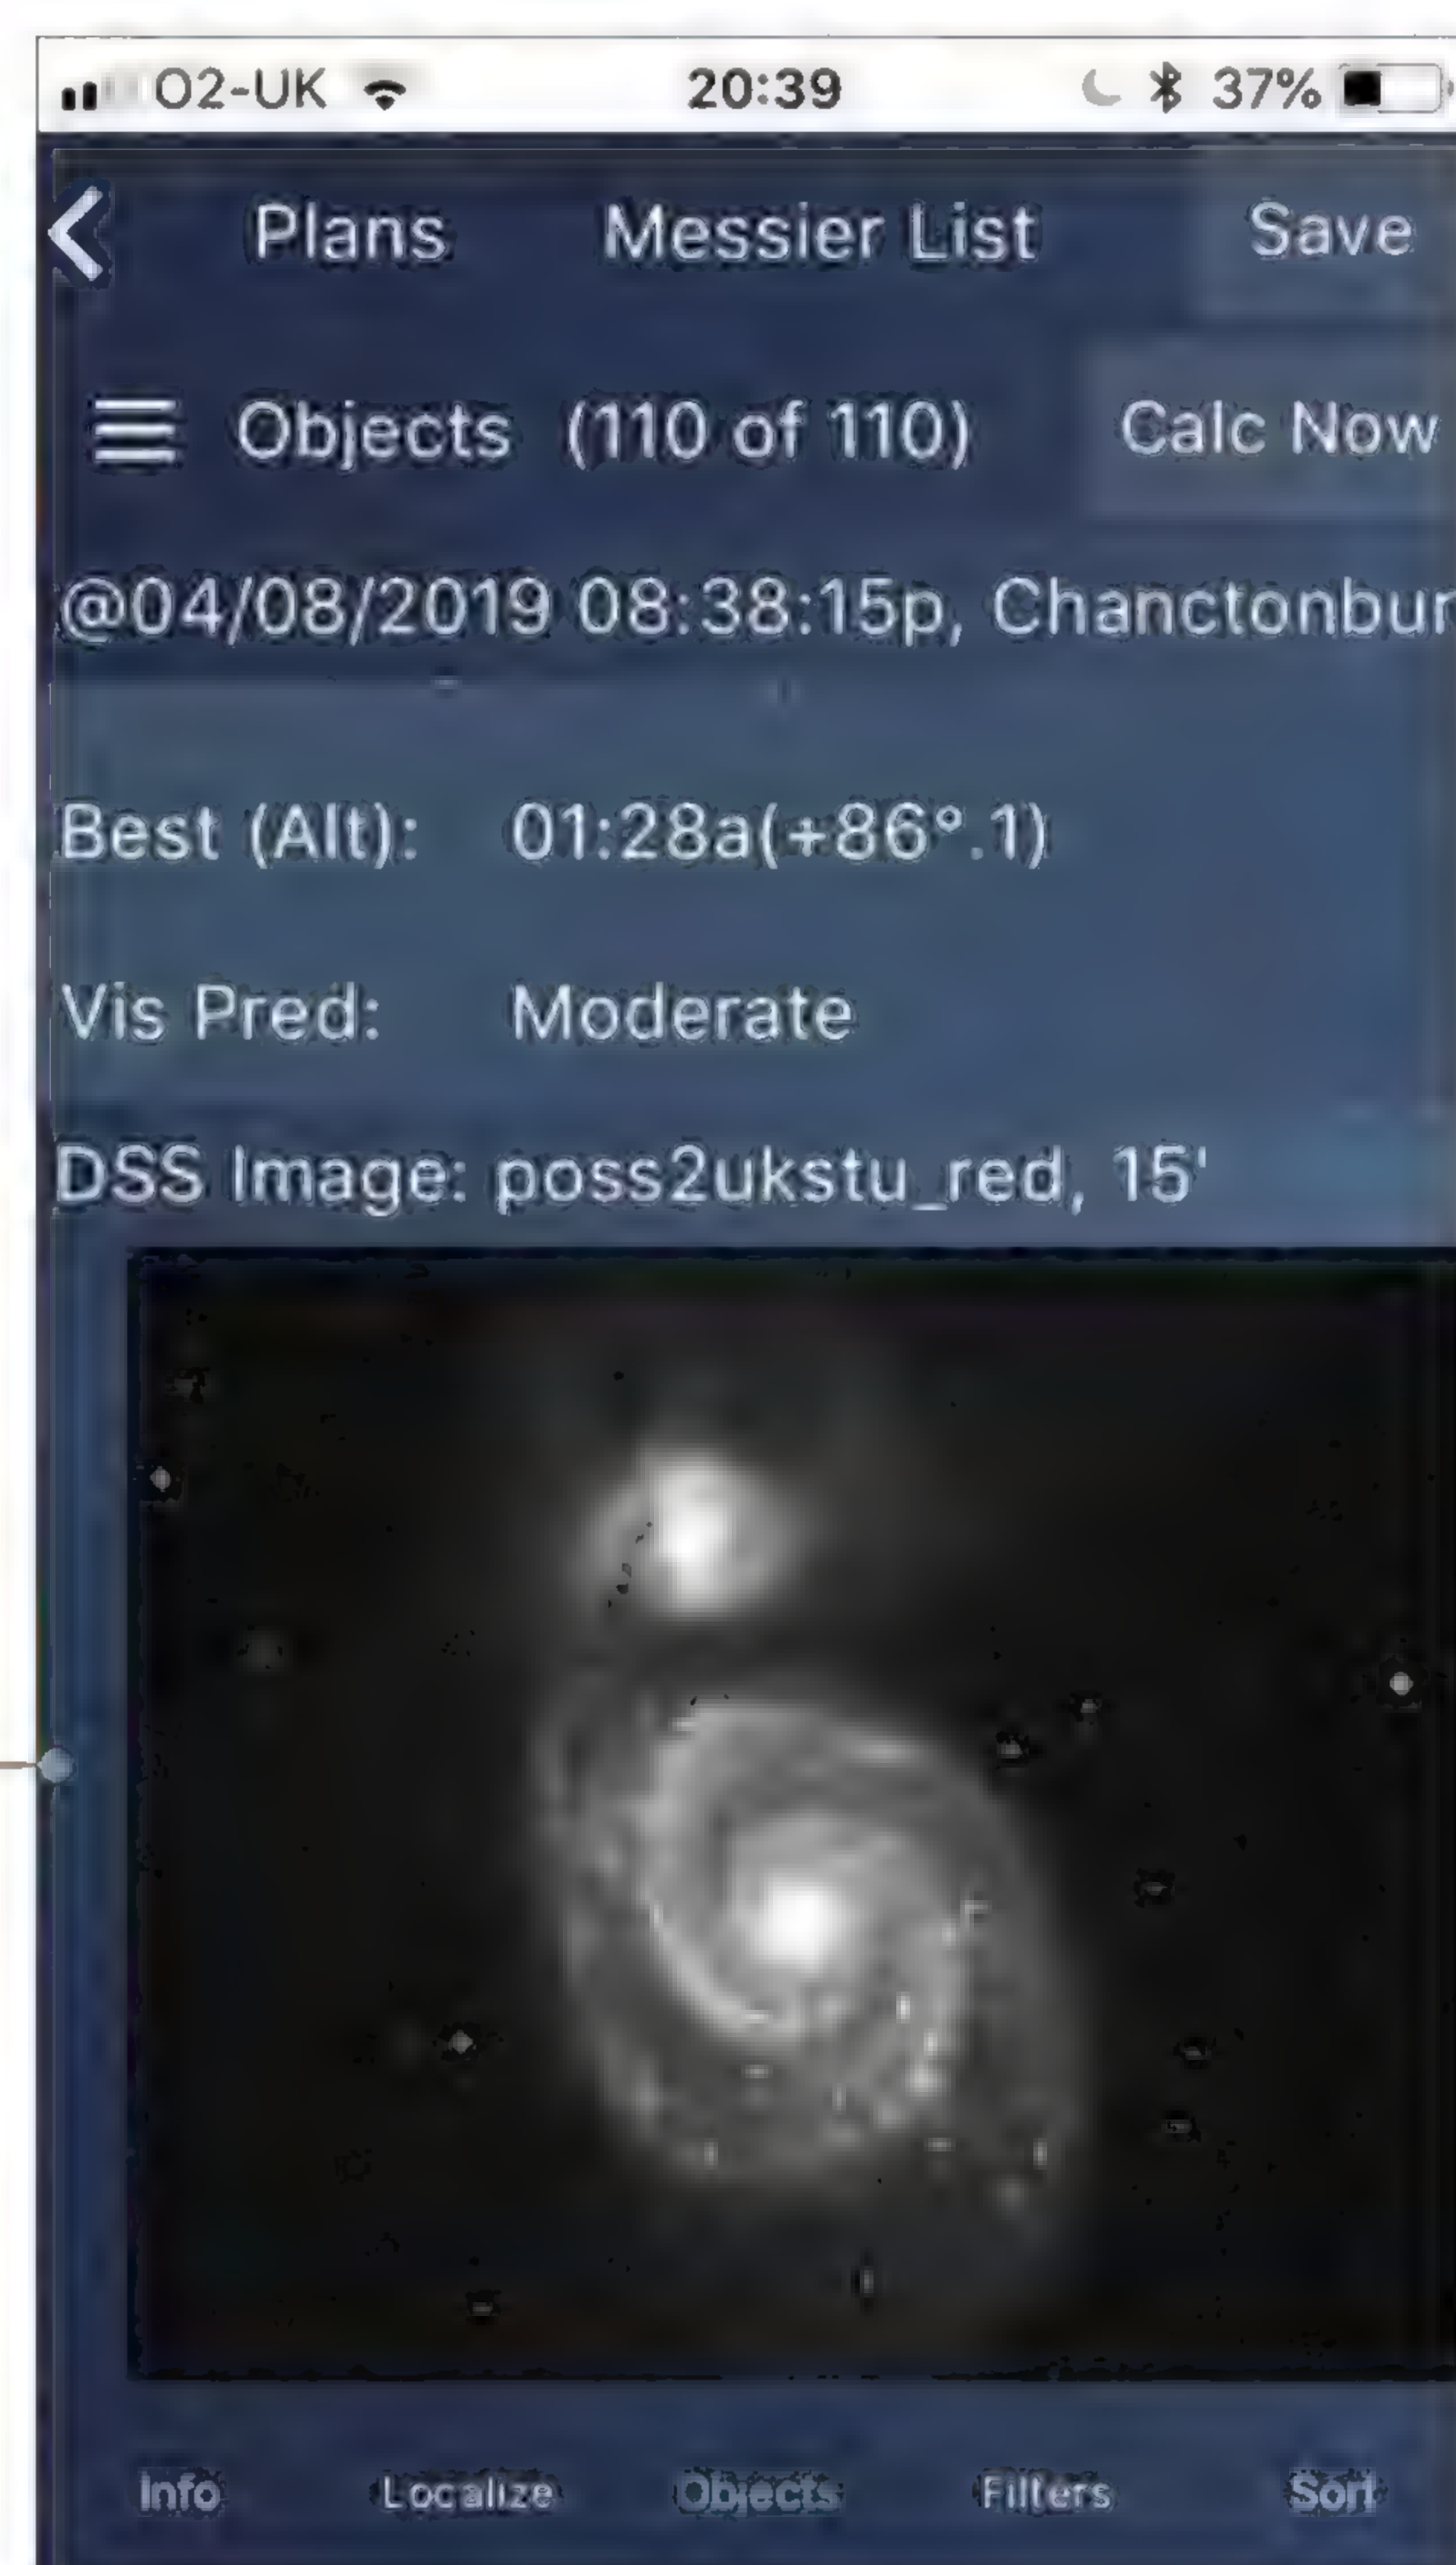 O2-UK 20:39 37%
Plans Messier List Save
Objects (110 of 110) Calc Now
@04/08/2019 08:38:15p, Chanctonbur
Best (Alt): 01:28a(+86°.1)
Vis Pred: Moderate
DSS Image: poss2ukstu_red, 15'
Info Localize Objects Filters Sort